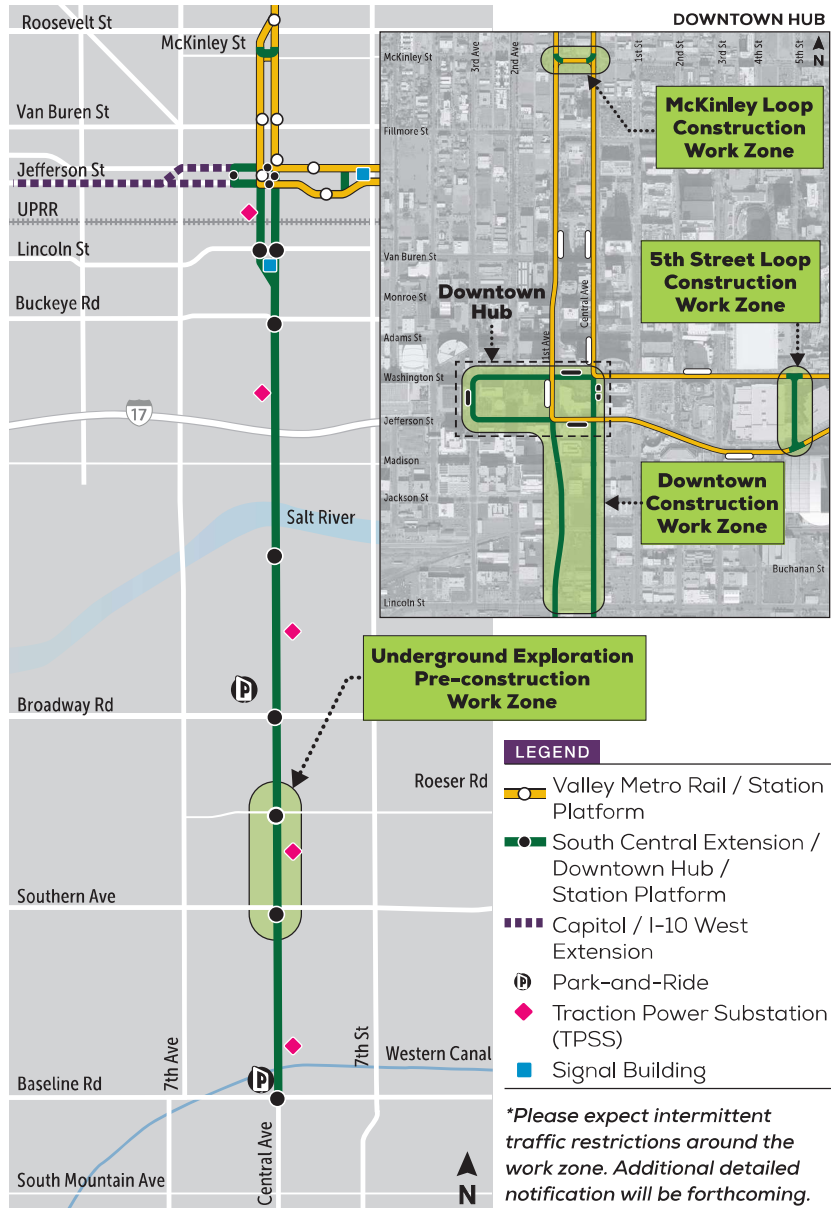 Roosevelt St
McKinley St
Van Buren St
Jefferson St
UPRR
Lincoln St
Buckeye Rd
17
Salt River
Broadway Rd
Roeser Rd
Southern Ave
7th Ave
7th St
Western Canal
Baseline Rd
Central Ave
South Mountain Ave
N
Underground Exploration
Pre-construction
Work Zone
DOWNTOWN HUB
N
McKinley St
3rd Ave
2nd Ave
1st St
2nd St
3rd St
4th St
5th St
McKinley Loop
Construction
Work Zone
Fillmore St
Van Buren St
Monroe St
Adams St
Washington St
Jefferson St
Madison
Jackson St
Lincoln St
Buchanan St
1st Ave
Central Ave
Downtown
Hub
5th Street Loop
Construction
Work Zone
Downtown
Construction
Work Zone
LEGEND
Valley Metro Rail / Station
Platform
South Central Extension /
Downtown Hub /
Station Platform
Capitol / I-10 West
Extension
P
Park-and-Ride
Traction Power Substation
(TPSS)
Signal Building
*Please expect intermittent
traffic restrictions around the
work zone. Additional detailed
notification will be forthcoming.